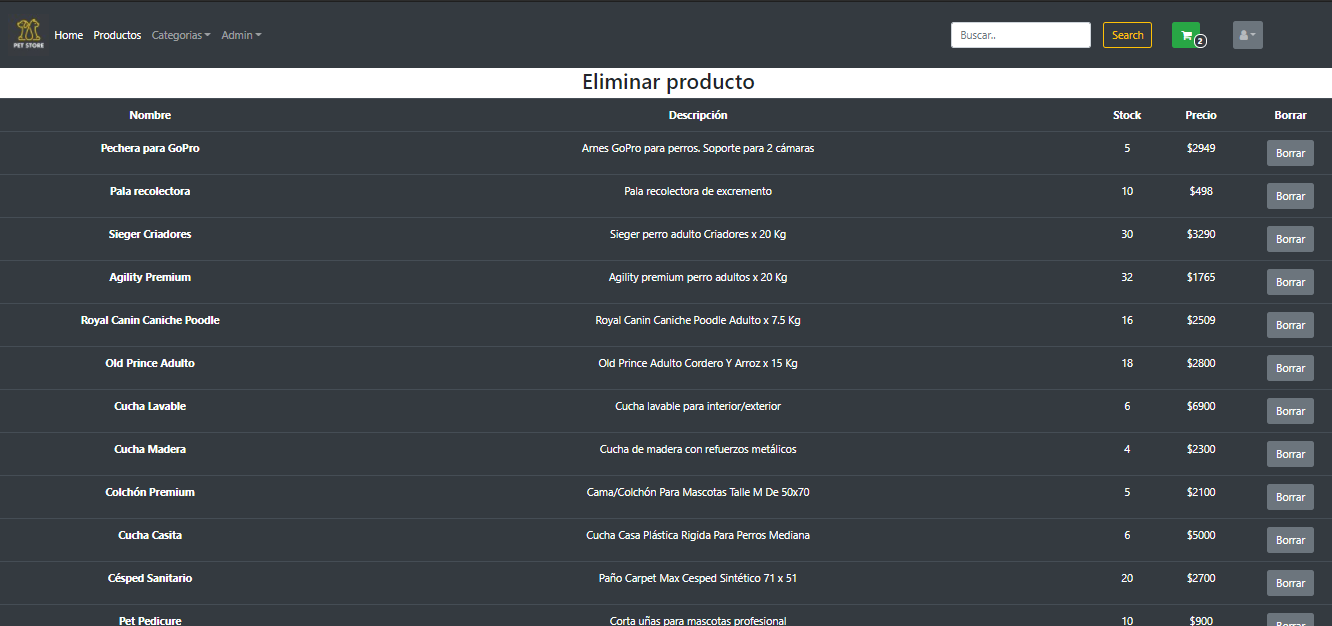 PET STORE Home Productos Categorías Admin Buscar.. Search 2
Eliminar producto
Nombre Descripción Stock Precio Borrar
Pechera para GoPro Arnes GoPro para perros. Soporte para 2 cámaras 5 $2949 Borrar
Pala recolectora Pala recolectora de excremento 10 $498 Borrar
Sieger Criadores Sieger perro adulto Criadores x 20 Kg 30 $3290 Borrar
Agility Premium Agility premium perro adultos x 20 Kg 32 $1765 Borrar
Royal Canin Caniche Poodle Royal Canin Caniche Poodle Adulto x 7.5 Kg 16 $2509 Borrar
Old Prince Adulto Old Prince Adulto Cordero Y Arroz x 15 Kg 18 $2800 Borrar
Cucha Lavable Cucha lavable para interior/exterior 6 $6900 Borrar
Cucha Madera Cucha de madera con refuerzos metálicos 4 $2300 Borrar
Colchón Premium Cama/Colchón Para Mascotas Talle M De 50x70 5 $2100 Borrar
Cucha Casita Cucha Casa Plástica Rigida Para Perros Mediana 6 $5000 Borrar
Césped Sanitario Paño Carpet Max Cesped Sintético 71 x 51 20 $2700 Borrar
Pet Pedicure Corta uñas para mascotas profesional 10 $900 Borrar